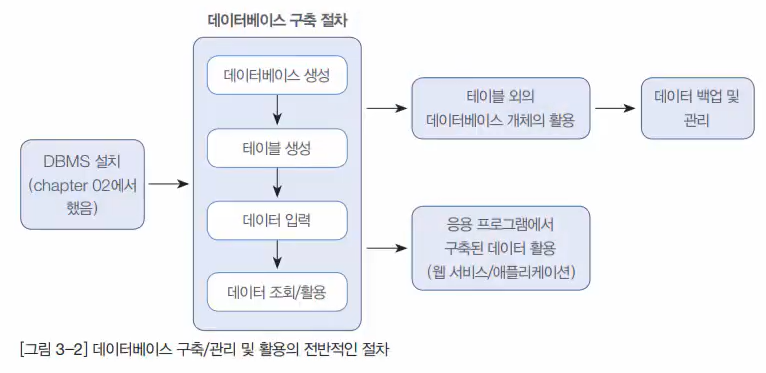 데이터베이스 구축 절차
데이터베이스 생성
테이블 생성
데이터 입력
데이터 조회/활용
DBMS 설치
(chapter 02에서
했음)
테이블 외의
데이터베이스 개체의 활용
데이터 백업 및
관리
응용 프로그램에서
구축된 데이터 활용
(웹 서비스/애플리케이션)
[그림 3-2] 데이터베이스 구축/관리 및 활용의 전반적인 절차